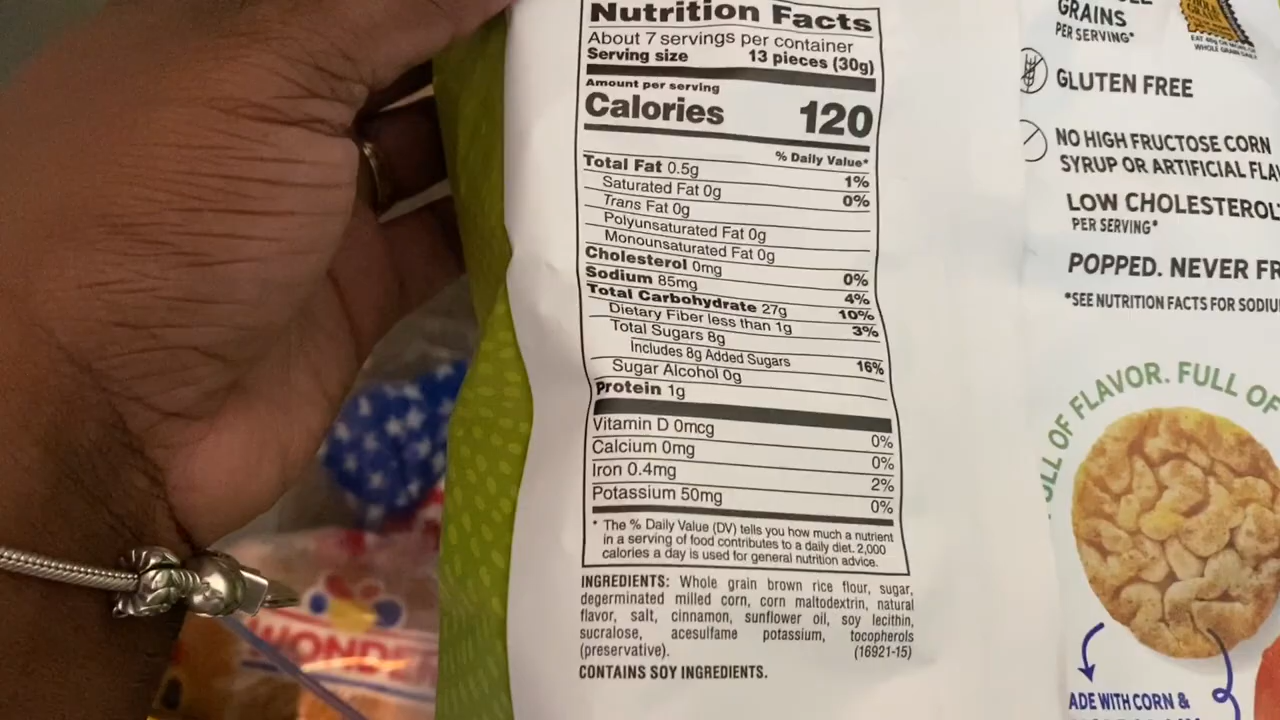 Nutrition Facts
About 7 servings per container
Serving size 13 pieces (30g)
Amount per serving
Calories 120
% Daily Value*
Total Fat 0.5g 1%
Saturated Fat 0g 0%
Trans Fat 0g
Polyunsaturated Fat 0g
Monounsaturated Fat 0g
Cholesterol 0mg 0%
Sodium 85mg 4%
Total Carbohydrate 27g 10%
Dietary Fiber less than 1g 3%
Total Sugars 8g
Includes 8g Added Sugars 16%
Sugar Alcohol 0g
Protein 1g
Vitamin D 0mcg 0%
Calcium 0mg 0%
Iron 0.4mg 2%
Potassium 50mg 0%
* The % Daily Value (DV) tells you how much a nutrient
in a serving of food contributes to a daily diet. 2,000
calories a day is used for general nutrition advice.
INGREDIENTS: Whole grain brown rice flour, sugar,
degerminated milled corn, corn maltodextrin, natural
flavor, salt, cinnamon, sunflower oil, soy lecithin,
sucralose, acesulfame potassium, tocopherols
(preservative). (16921-15)
CONTAINS SOY INGREDIENTS.
GRAINS
PER SERVING*
GLUTEN FREE
NO HIGH FRUCTOSE CORN
SYRUP OR ARTIFICIAL
LOW CHOLESTEROL
PER SERVING*
POPPED. NEVER
*SEE NUTRITION FACTS FOR
OF FLAVOR. FULL OF
WITH CORN &
WONDER